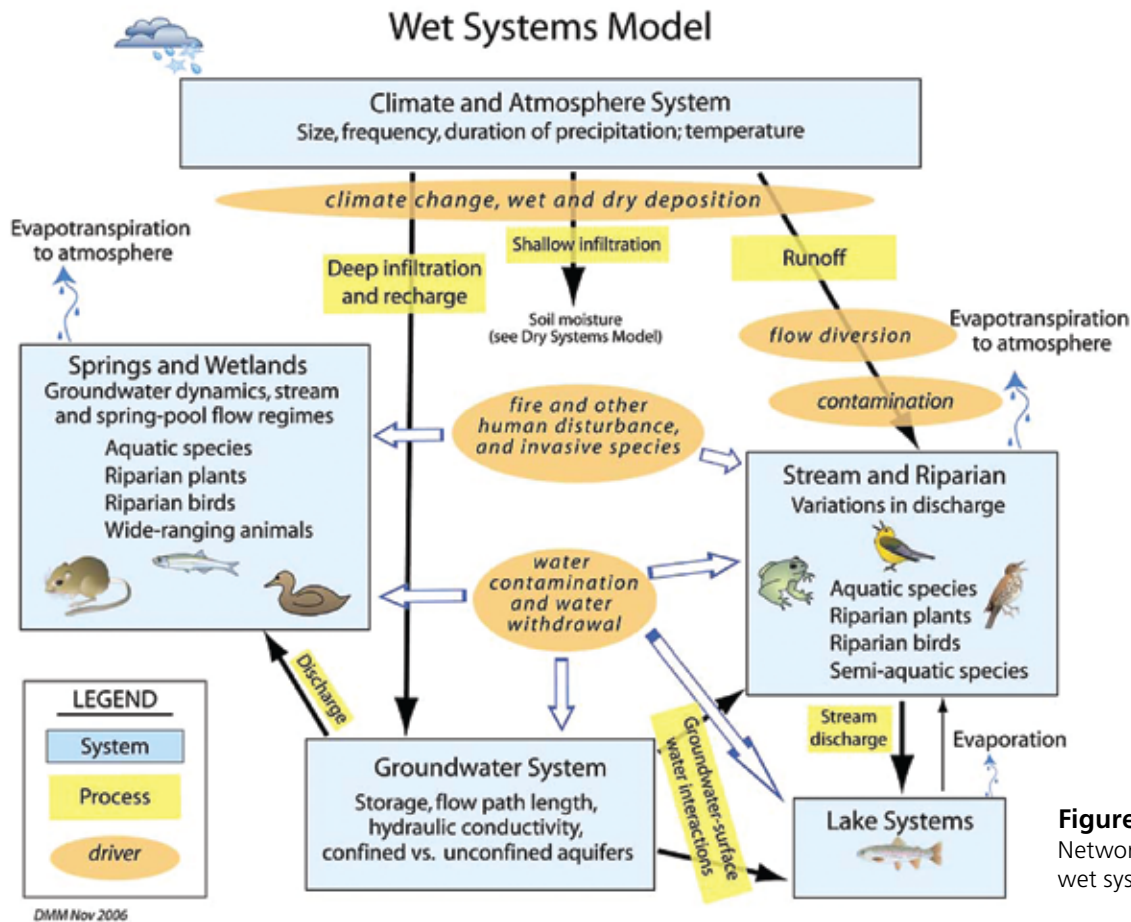 Wet Systems Model
Climate and Atmosphere System
Size, frequency, duration of precipitation; temperature
climate change, wet and dry deposition
Evapotranspiration
to atmosphere
Deep infiltration
and recharge
Shallow infiltration
Runoff
Soil moisture
(see Dry Systems Model)
flow diversion
Evapotranspiration
to atmosphere
contamination
Springs and Wetlands
Groundwater dynamics, stream
and spring-pool flow regimes
Aquatic species
Riparian plants
Riparian birds
Wide-ranging animals
fire and other
human disturbance,
and invasive species
Stream and Riparian
Variations in discharge
Aquatic species
Riparian plants
Riparian birds
Semi-aquatic species
water
contamination
and water
withdrawal
Discharge
Groundwater-surface
water interactions
Stream
discharge
Evaporation
LEGEND
System
Process
driver
Groundwater System
Storage, flow path length,
hydraulic conductivity,
confined vs. unconfined aquifers
Lake Systems
Figure
Network
wet sys
DMM Nov 2006